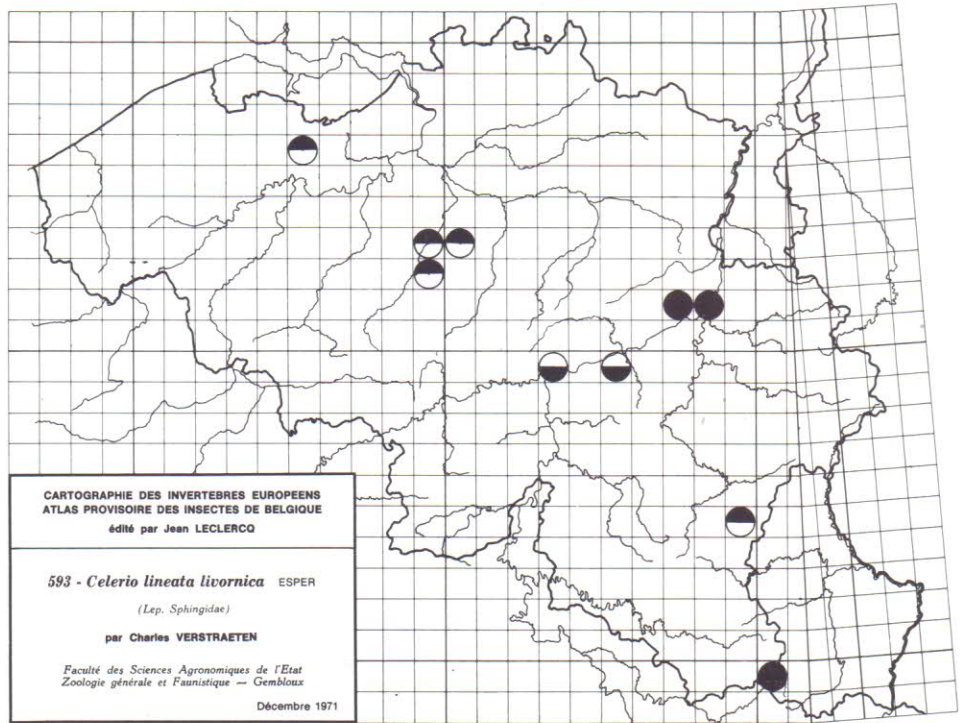 CARTOGRAPHIE DES INVERTEBRES EUROPEENS
ATLAS PROVISOIRE DES INSECTES DE BELGIQUE
édité par Jean LECLERCQ
593 - Celerio lineata livornica ESPER
(Lep. Sphingidae)
par Charles VERSTRAETEN
Faculté des Sciences Agronomiques de l'Etat
Zoologie générale et Faunistique — Gembloux
Décembre 1971